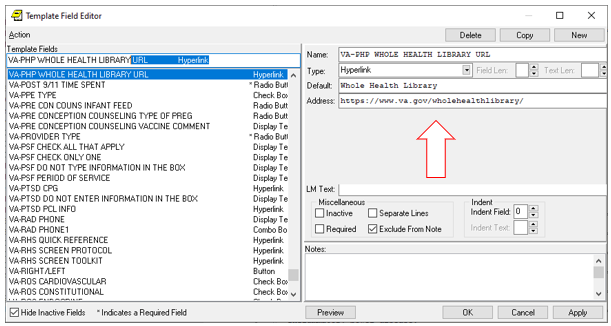 Template Field Editor
Action
Delete
Copy
New
Template Fields
VA-PHP WHOLE HEALTH LIBRARY URL Hyperlink
VA-PHP WHOLE HEALTH LIBRARY URL Hyperlink
VA-POST 9/11 TIME SPENT * Radio Butt
VA-PPE TYPE Check Box
VA-PRE CON COUNS INFANT FEED Radio Butt
VA-PRE CONCEPTION COUNSELING TYPE OF PREG Radio Butt
VA-PRE CONCEPTION COUNSELING VACCINE COMMENT Display Te
VA-PROVIDER TYPE * Radio Butt
VA-PSF CHECK ALL THAT APPLY Display Te
VA-PSF CHECK ONLY ONE Display Te
VA-PSF DO NOT TYPE INFORMATION IN THE BOX Display Te
VA-PSF PERIOD OF SERVICE Display Te
VA-PTSD CPG Hyperlink
VA-PTSD DO NOT ENTER INFORMATION IN THE BOX Display Te
VA-PTSD PCL INFO Hyperlink
VA-RAD PHONE Display Te
VA-RAD PHONE1 Combo Bo
VA-RHS QUICK REFERENCE Hyperlink
VA-RHS SCREEN PROTOCOL Hyperlink
VA-RHS SCREEN TOOLKIT Hyperlink
VA-RIGHT/LEFT Button
VA-ROS CARDIOVASCULAR Check Box
VA-ROS CONSTITUTIONAL Check Box
Hide Inactive Fields * Indicates a Required Field
Name: VA-PHP WHOLE HEALTH LIBRARY URL
Type: Hyperlink Field Len: Text Len:
Default: Whole Health Library
Address: https://www.va.gov/wholehealthlibrary/
LM Text:
Miscellaneous
Inactive
Separate Lines
Required
Exclude From Note
Indent
Indent Field: 0
Indent Text:
Notes:
Preview
OK
Cancel
Apply